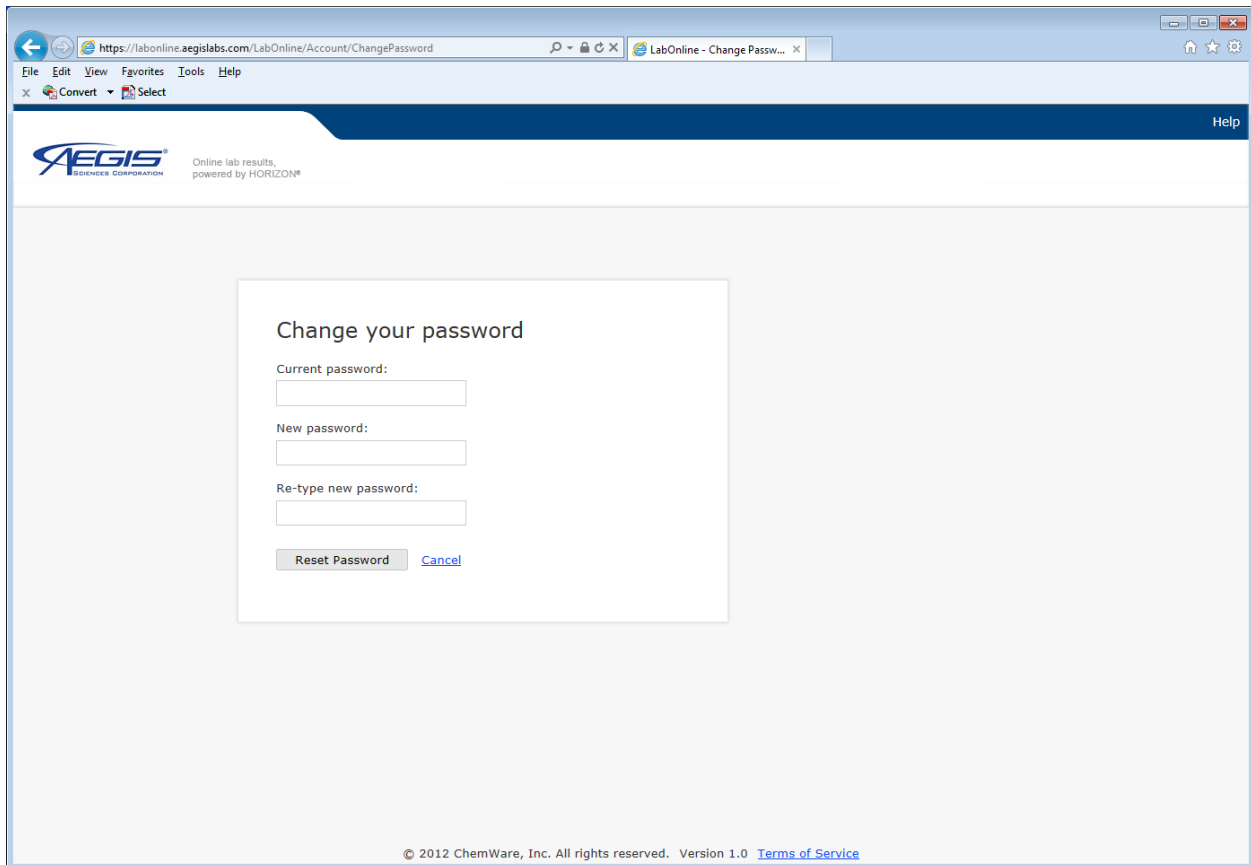 https://labonline.aegislabs.com/LabOnline/Account/ChangePassword
LabOnline - Change Passw...
File Edit View Favorites Tools Help
x Convert Select
Help
AEGIS®
SCIENCES CORPORATION
Online lab results,
powered by HORIZON®
Change your password
Current password:
New password:
Re-type new password:
Reset Password Cancel
© 2012 ChemWare, Inc. All rights reserved. Version 1.0 Terms of Service